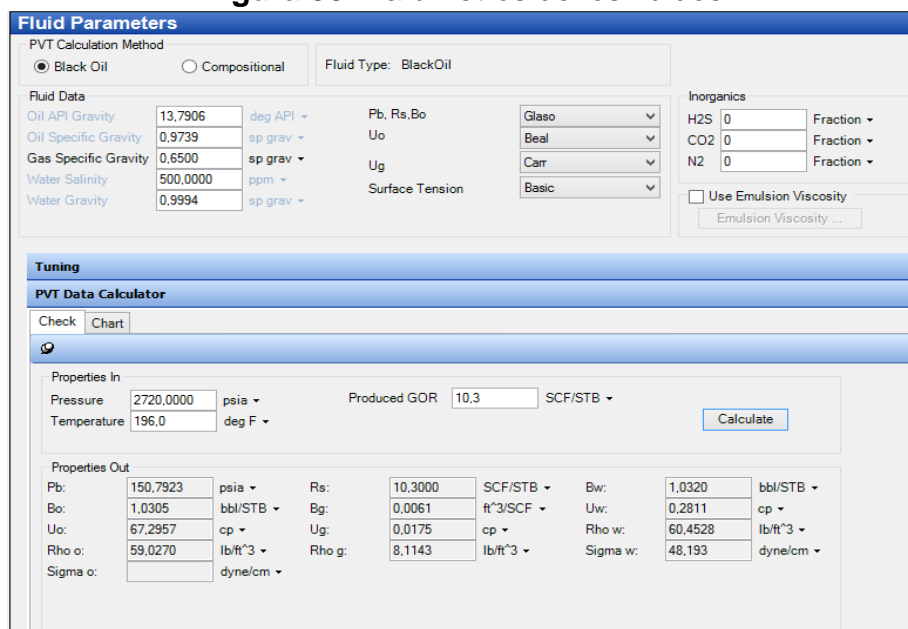 Fluid Parameters
PVT Calculation Method
Black Oil Compositional Fluid Type: BlackOil
Fluid Data Inorganics
Oil API Gravity 13,7906 deg API Pb, Rs,Bo Glaso H2S 0 Fraction
Oil Specific Gravity 0,9739 sp grav Uo Beal CO2 0 Fraction
Gas Specific Gravity 0,6500 sp grav Ug Carr N2 0 Fraction
Water Salinity 500,0000 ppm Surface Tension Basic
Water Gravity 0,9994 sp grav Use Emulsion Viscosity
Emulsion Viscosity ...
Tuning
PVT Data Calculator
Check Chart
Properties In
Pressure 2720,0000 psia Produced GOR 10,3 SCF/STB
Temperature 196,0 deg F Calculate
Properties Out
Pb: 150,7923 psia Rs: 10,3000 SCF/STB Bw: 1,0320 bbl/STB
Bo: 1,0305 bbl/STB Bg: 0,0061 ft^3/SCF Uw: 0,2811 cp
Uo: 67,2957 cp Ug: 0,0175 cp Rho w: 60,4528 lb/ft^3
Rho o: 59,0270 lb/ft^3 Rho g: 8,1143 lb/ft^3 Sigma w: 48,193 dyne/cm
Sigma o: dyne/cm